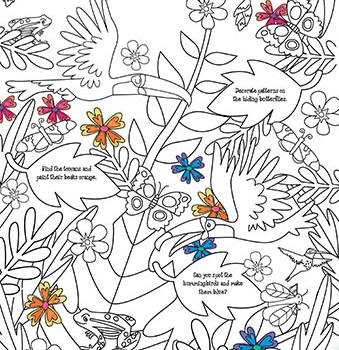 Decorate patterns on
the hiding butterflies.
Find the toucans and
paint their beaks orange.
Can you spot the
hummingbirds and make
them blue?